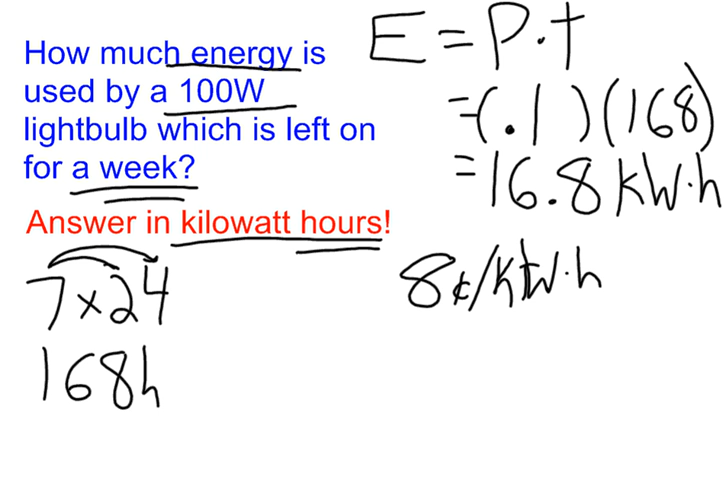 How much energy is
used by a 100W
lightbulb which is left on
for a week?
Answer in kilowatt hours!
7×24
168h
E = P·t
=(.1)(168)
=16.8 kW·h
8¢/kW·h